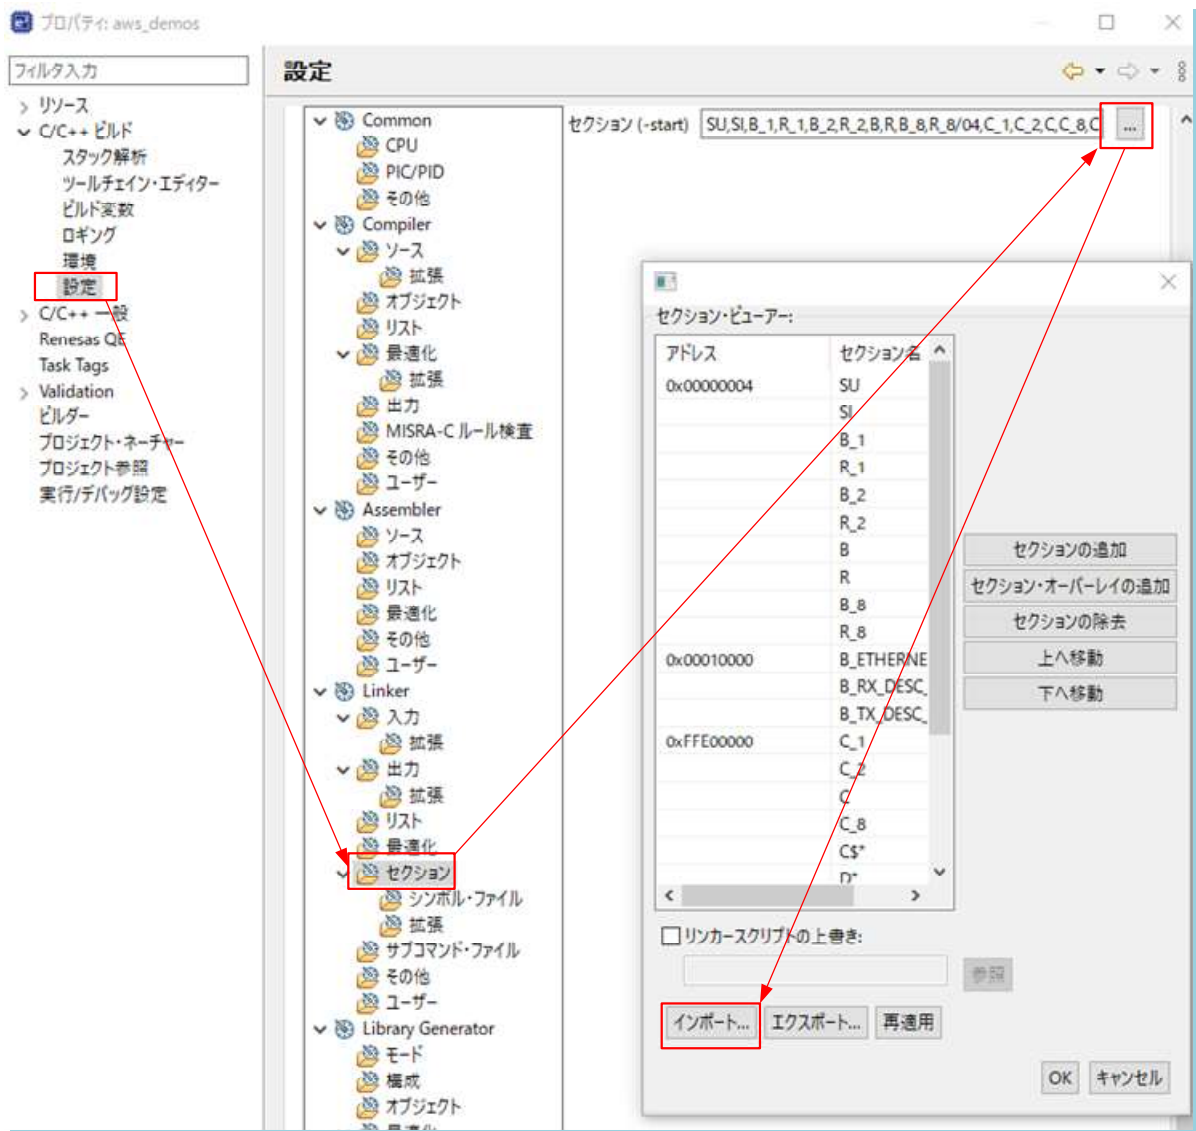 プロパティ: aws_demos
フィルタ入力
リソース
C/C++ ビルド
スタック解析
ツールチェイン・エディター
ビルド変数
ロギング
環境
設定
C/C++ 一般
Renesas QE
Task Tags
Validation
ビルダー
プロジェクト・ネーチャー
プロジェクト参照
実行/デバッグ設定
設定
Common
CPU
PIC/PID
その他
Compiler
ソース
拡張
オブジェクト
リスト
最適化
拡張
出力
MISRA-C ルール検査
その他
ユーザー
Assembler
ソース
オブジェクト
リスト
最適化
その他
ユーザー
Linker
入力
拡張
出力
拡張
リスト
最適化
セクション
シンボル・ファイル
拡張
サブコマンド・ファイル
その他
ユーザー
Library Generator
モード
構成
オブジェクト
最適化
セクション (-start) SU,SI,B_1,R_1,B_2,R_2,B,R,B_8,R_8/04,C_1,C_2,C,C_8,C ...
セクション・ビューアー:
アドレス セクション名
0x00000004 SU
SI
B_1
R_1
B_2
R_2
B
R
B_8
R_8
0x00010000 B_ETHERNE
B_RX_DESC_
B_TX_DESC_
0xFFE00000 C_1
C_2
C
C_8
C$*
D*
セクションの追加
セクション・オーバーレイの追加
セクションの除去
上へ移動
下へ移動
リンカースクリプトの上書き:
参照
インポート... エクスポート... 再適用
OK キャンセル